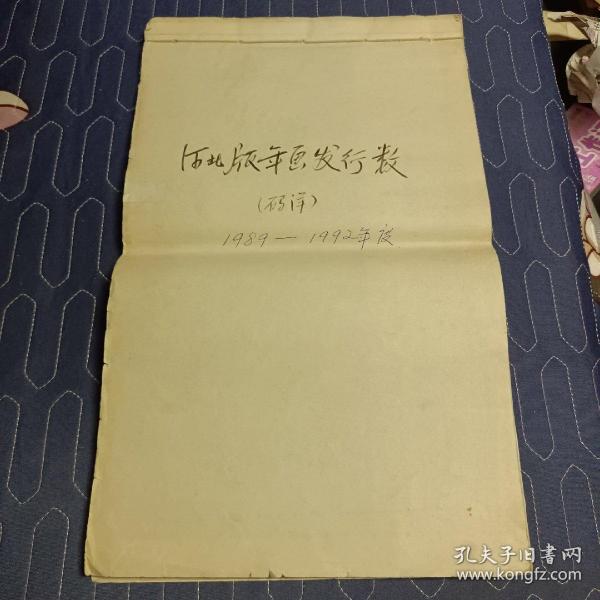 河北版年画发行数
(码洋)
1989—1992年度
孔夫子旧书网
www.kongfz.com